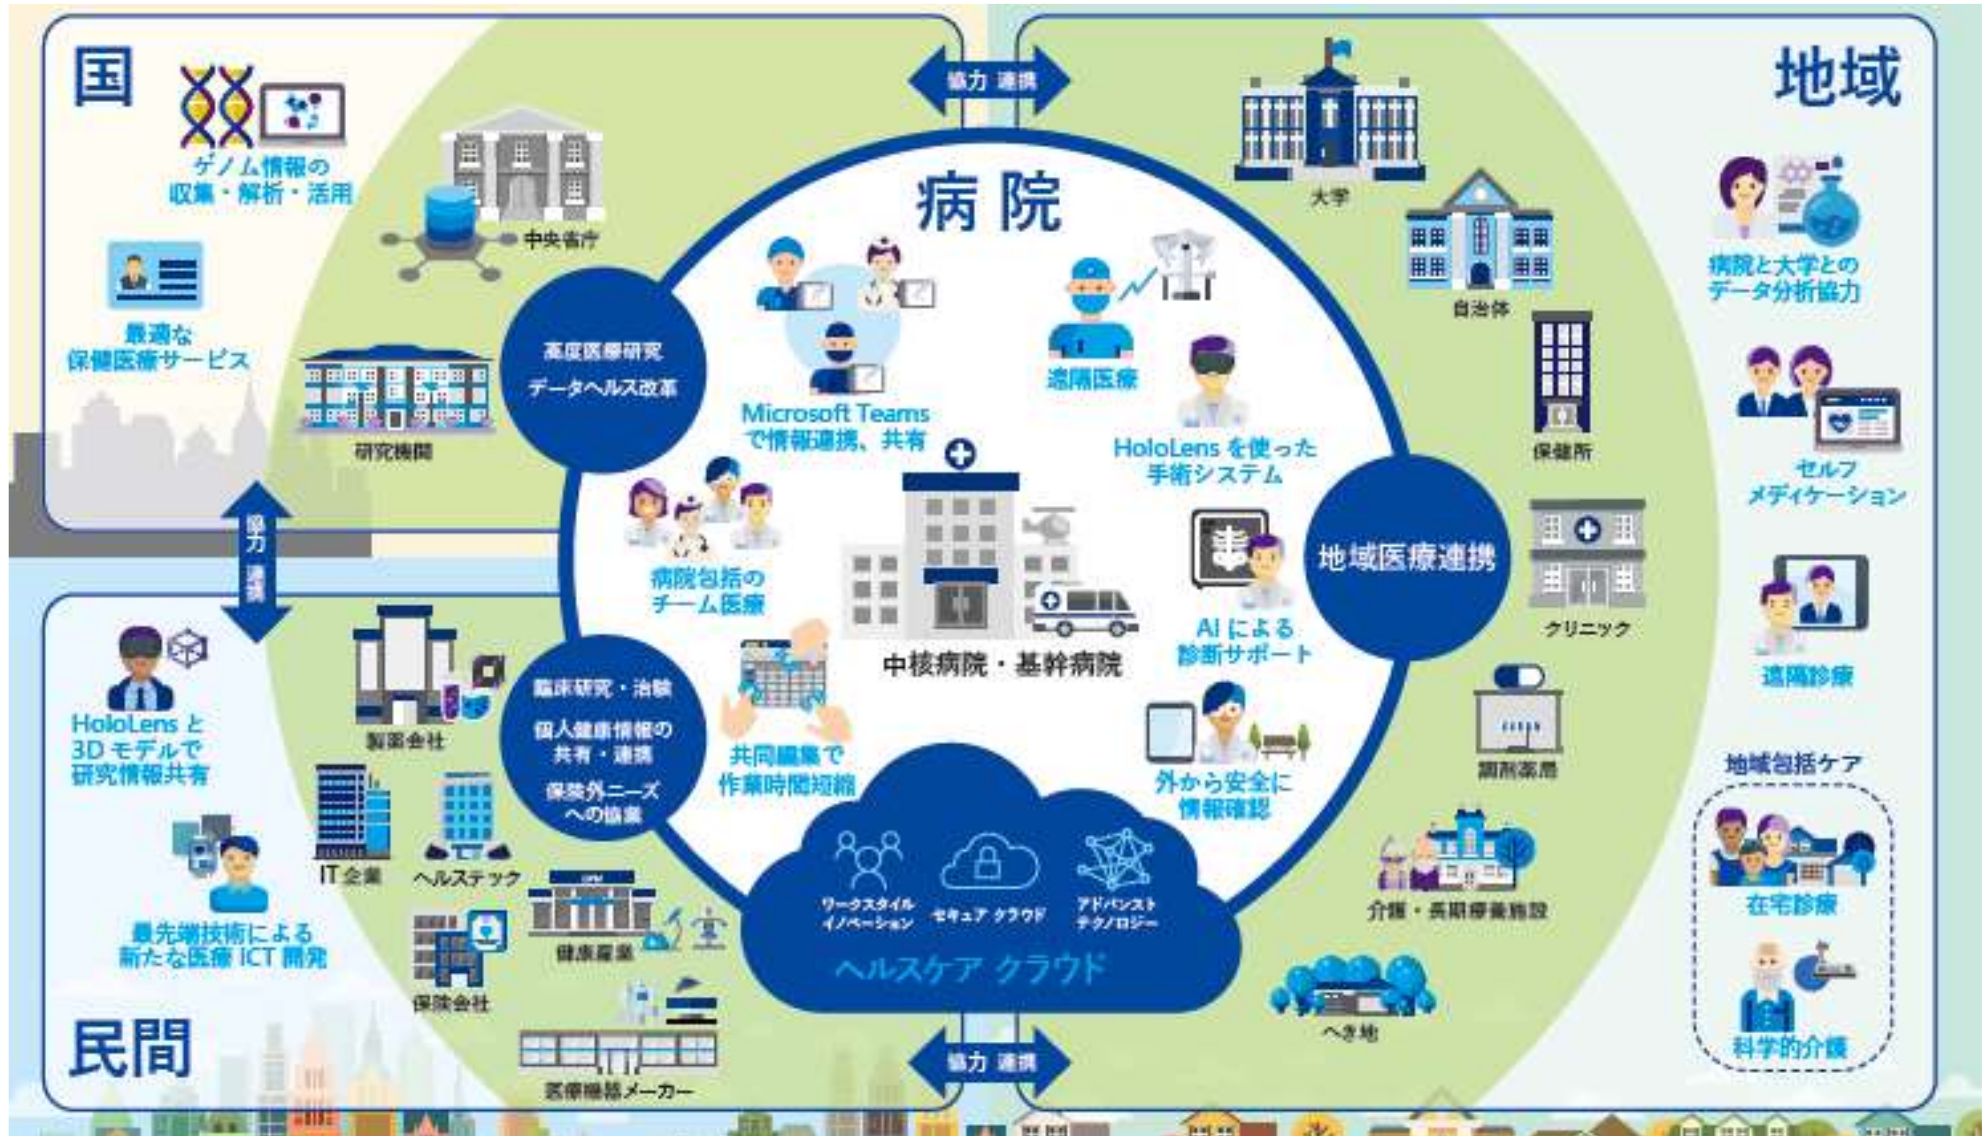 国
ゲノム情報の
収集・解析・活用
最適な
保健医療サービス
中央省庁
研究機関
高度医療研究
データヘルス改革
協力 連携
協力 連携
病院
Microsoft Teams
で情報連携、共有
遠隔医療
HoloLens を使った
手術システム
病院包括の
チーム医療
中核病院・基幹病院
AI による
診断サポート
共同編集で
作業時間短縮
外から安全に
情報確認
地域医療連携
ワークスタイル
イノベーション
セキュア クラウド
アドバンスト
テクノロジー
ヘルスケア クラウド
地域
大学
自治体
保健所
クリニック
調剤薬局
介護・長期療養施設
へき地
病院と大学との
データ分析協力
セルフ
メディケーション
遠隔診療
地域包括ケア
在宅診療
科学的介護
民間
HoloLens と
3D モデルで
研究情報共有
最先端技術による
新たな医療 ICT 開発
製薬会社
IT 企業
ヘルステック
健康産業
保険会社
医療機器メーカー
臨床研究・治験
個人健康情報の
共有・連携
保険外ニーズ
への協業
協力 連携